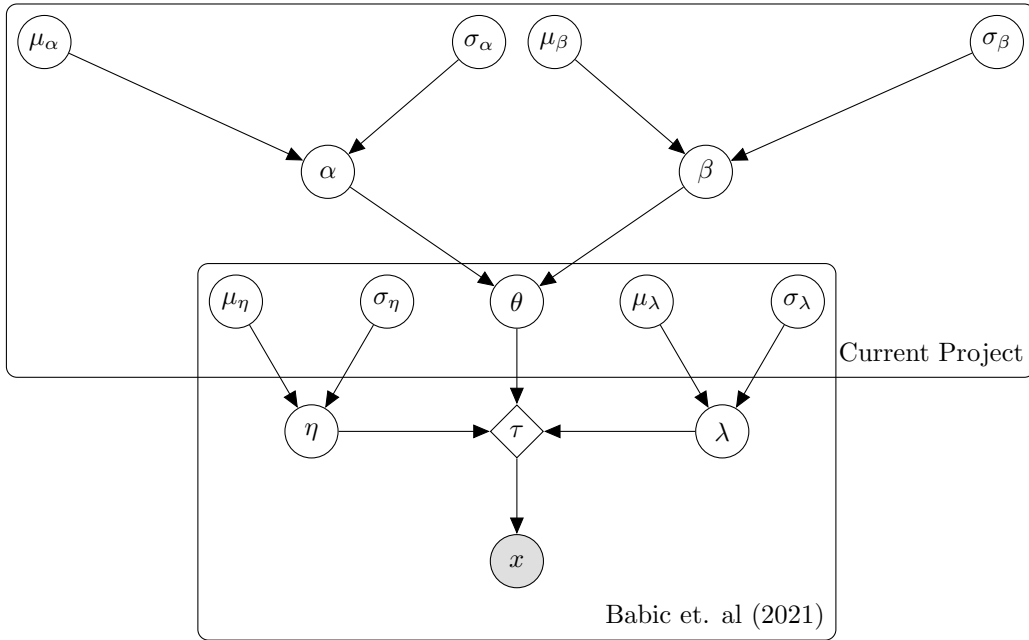 μ_α σ_α μ_β σ_β
α β
μ_η σ_η θ μ_λ σ_λ
Current Project
η τ λ
x
Babic et. al (2021)